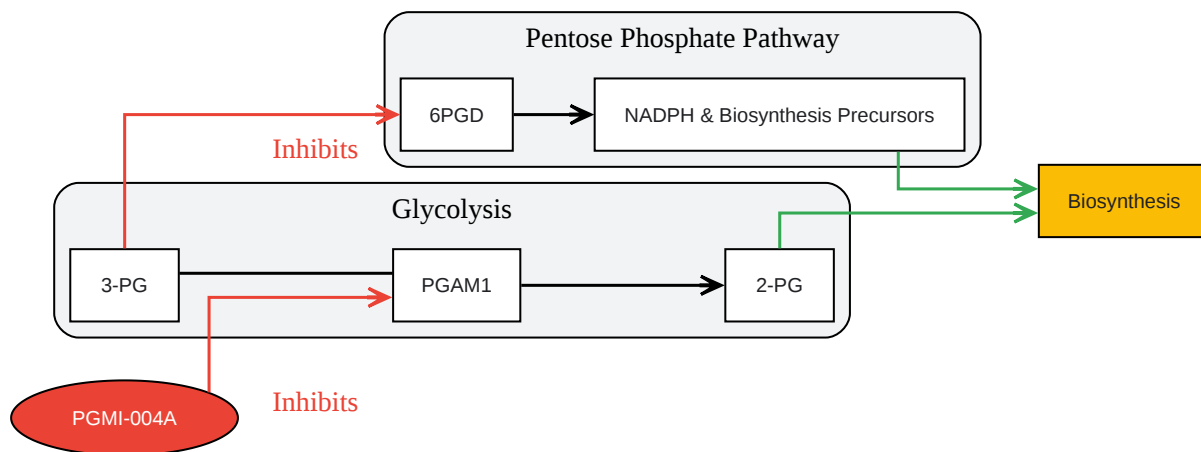 Pentose Phosphate Pathway
6PGD
NADPH & Biosynthesis Precursors
Inhibits
Biosynthesis
Glycolysis
3-PG
PGAM1
2-PG
Inhibits
PGMI-004A